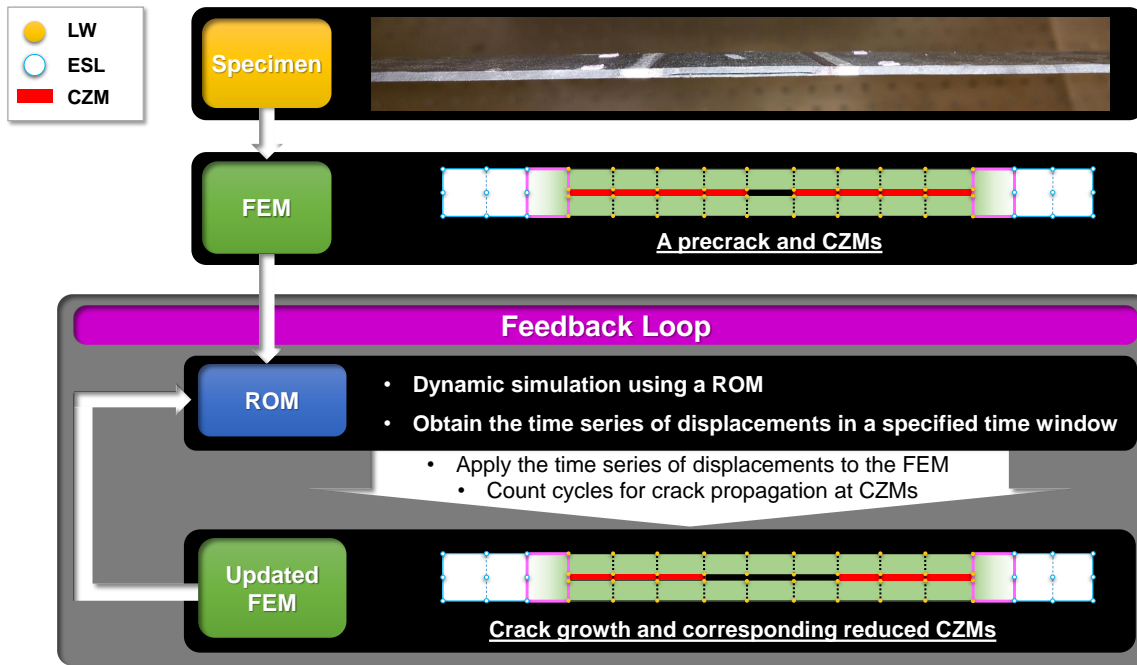 LW
ESL
CZM
Specimen
FEM
A precrack and CZMs
Feedback Loop
ROM
• Dynamic simulation using a ROM
• Obtain the time series of displacements in a specified time window
• Apply the time series of displacements to the FEM
• Count cycles for crack propagation at CZMs
Updated
FEM
Crack growth and corresponding reduced CZMs